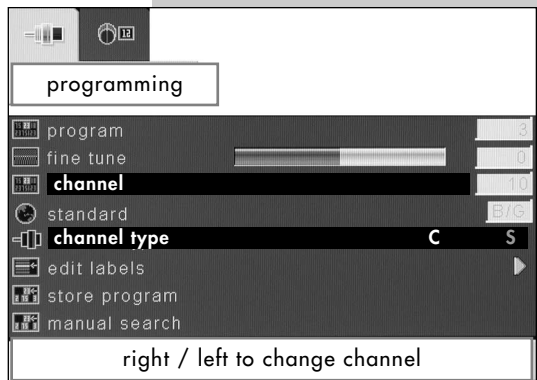 programming
program 3
fine tune 0
channel 10
standard B/G
channel type C S
edit labels
store program
manual search
right / left to change channel